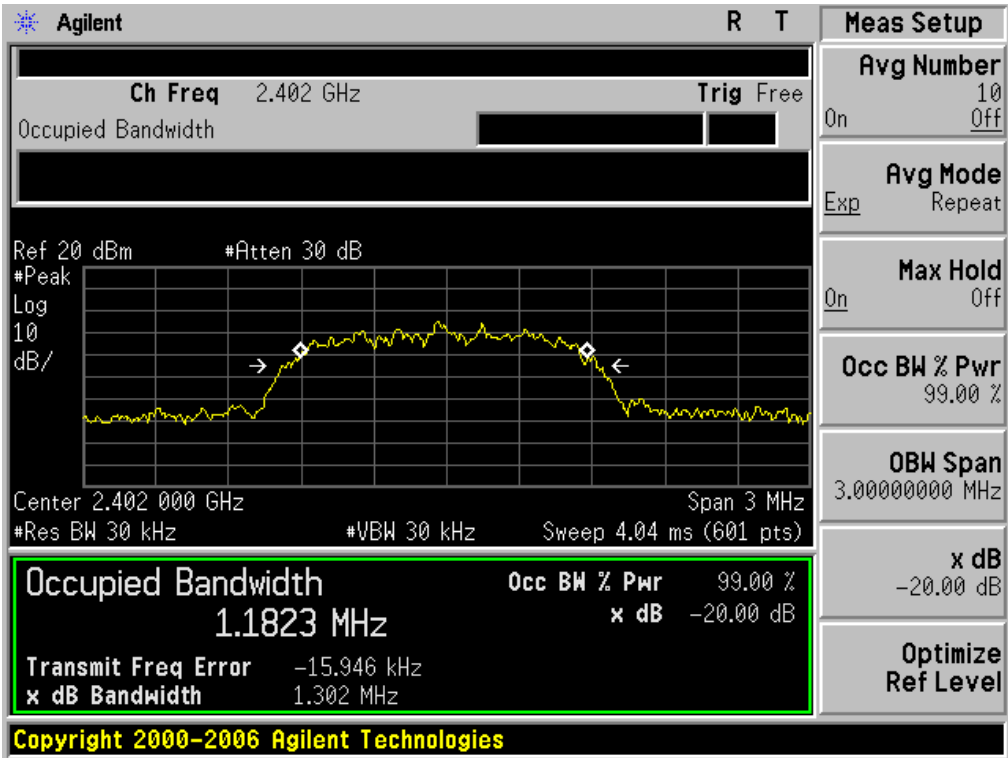 Agilent R T
Ch Freq 2.402 GHz Trig Free
Occupied Bandwidth
Ref 20 dBm #Atten 30 dB
#Peak
Log
10
dB/
Center 2.402 000 GHz Span 3 MHz
#Res BW 30 kHz #VBW 30 kHz Sweep 4.04 ms (601 pts)
Occupied Bandwidth Occ BW % Pwr 99.00 %
1.1823 MHz x dB -20.00 dB
Transmit Freq Error -15.946 kHz
x dB Bandwidth 1.302 MHz
Copyright 2000-2006 Agilent Technologies
Meas Setup
Avg Number
10
On Off
Avg Mode
Exp Repeat
Max Hold
On Off
Occ BW % Pwr
99.00 %
OBW Span
3.00000000 MHz
x dB
-20.00 dB
Optimize
Ref Level